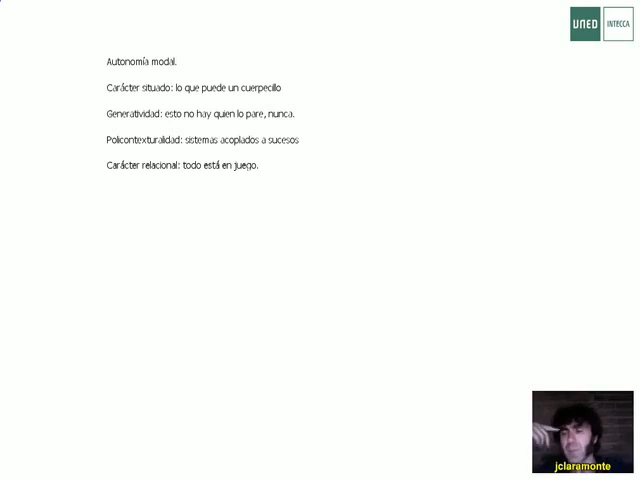 UNED
INTECCA
Autonomía modal.
Carácter situado: lo que puede un cuerpecillo
Generatividad: esto no hay quien lo pare, nunca.
Policontexturalidad: sistemas acoplados a sucesos
Carácter relacional: todo está en juego.
jclaramonte